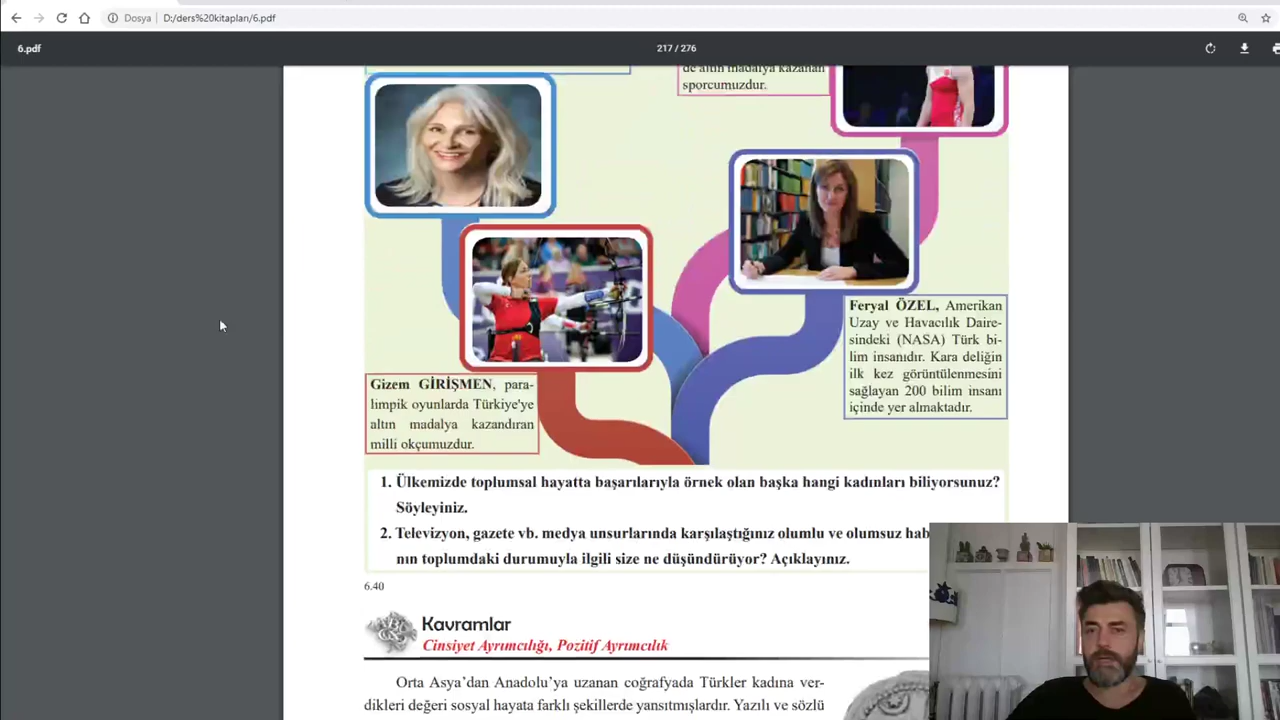 Dosya D:/ders%20kitapları/6.pdf
6.pdf
217 / 276
de altın madalya kazanan
sporcumuzdur.
Feryal ÖZEL, Amerikan
Uzay ve Havacılık Daire-
sindeki (NASA) Türk bi-
lim insanıdır. Kara deliğin
ilk kez görüntülenmesini
sağlayan 200 bilim insanı
içinde yer almaktadır.
Gizem GİRİŞMEN, para-
limpik oyunlarda Türkiye'ye
altın madalya kazandıran
milli okçumuzdur.
1. Ülkemizde toplumsal hayatta başarılarıyla örnek olan başka hangi kadınları biliyorsunuz?
Söyleyiniz.
2. Televizyon, gazete vb. medya unsurlarında karşılaştığınız olumlu ve olumsuz hab
nın toplumdaki durumuyla ilgili size ne düşündürüyor? Açıklayınız.
6.40
Kavramlar
Cinsiyet Ayrımcılığı, Pozitif Ayrımcılık
Orta Asya'dan Anadolu'ya uzanan coğrafyada Türkler kadına ver-
dikleri değeri sosyal hayata farklı şekillerde yansıtmışlardır. Yazılı ve sözlü